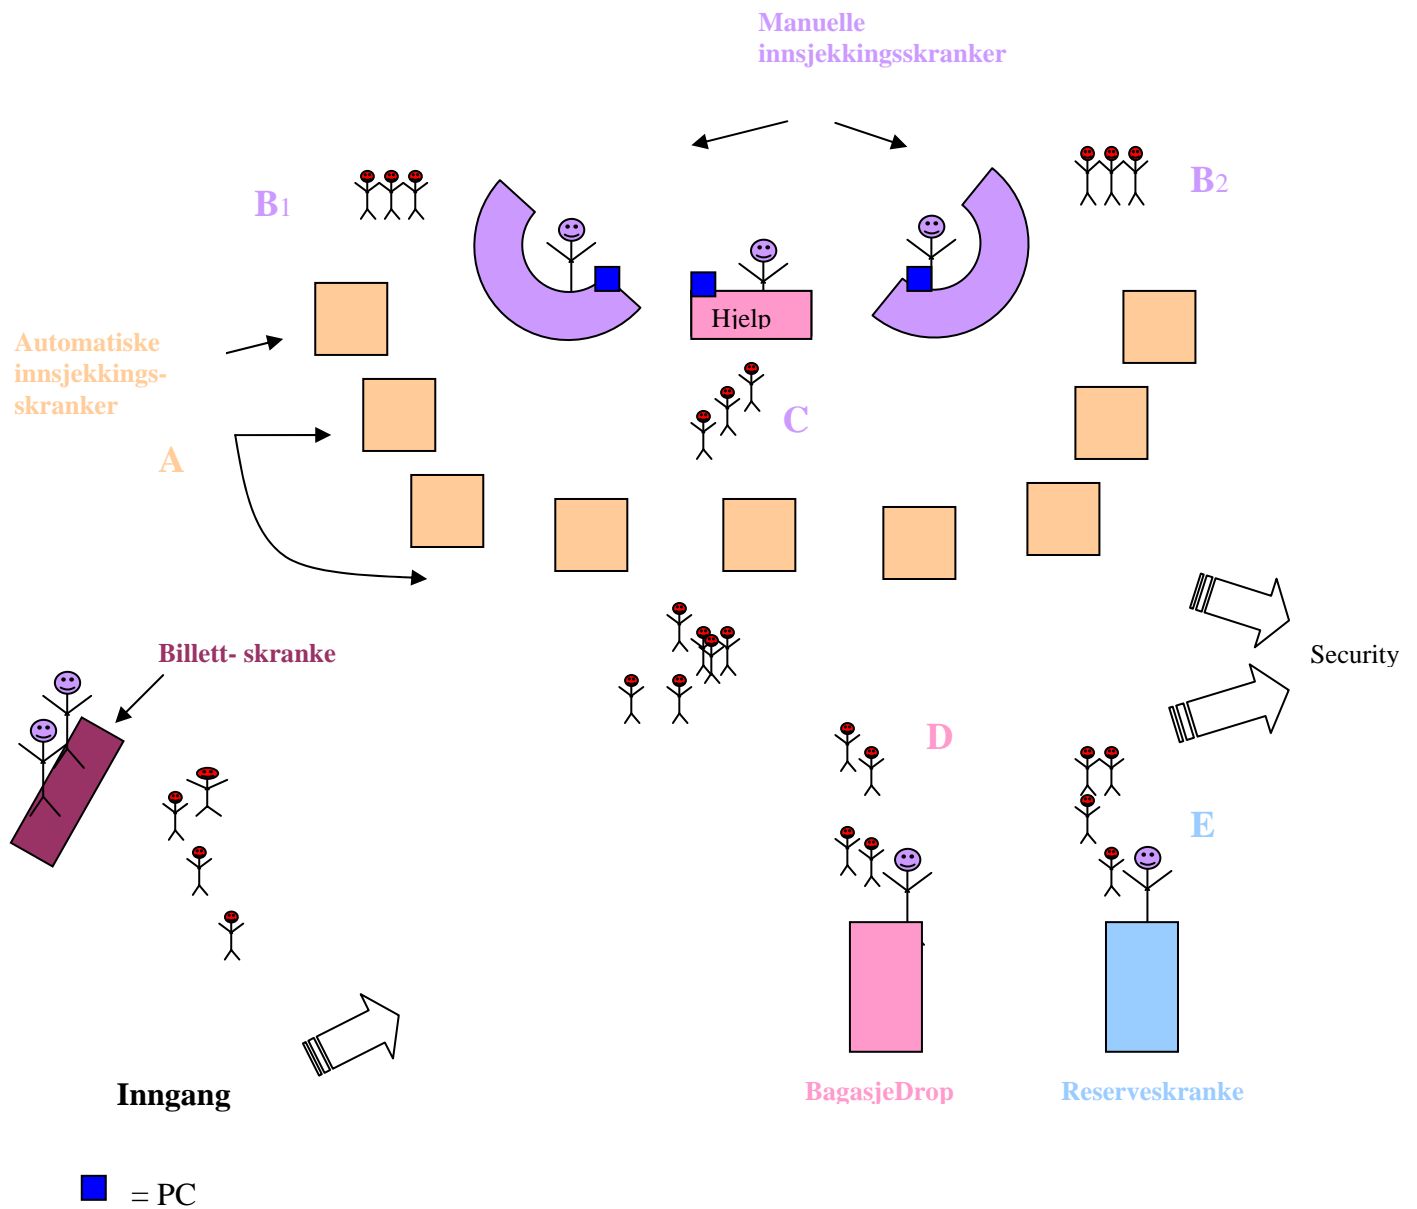 Manuelle
innsjekkingsskranker
B1
B2
Hjelp
Automatiske
innsjekkings-
skranker
C
A
Billett- skranke
Security
D
E
BagasjeDrop
Reserveskranke
Inngang
= PC